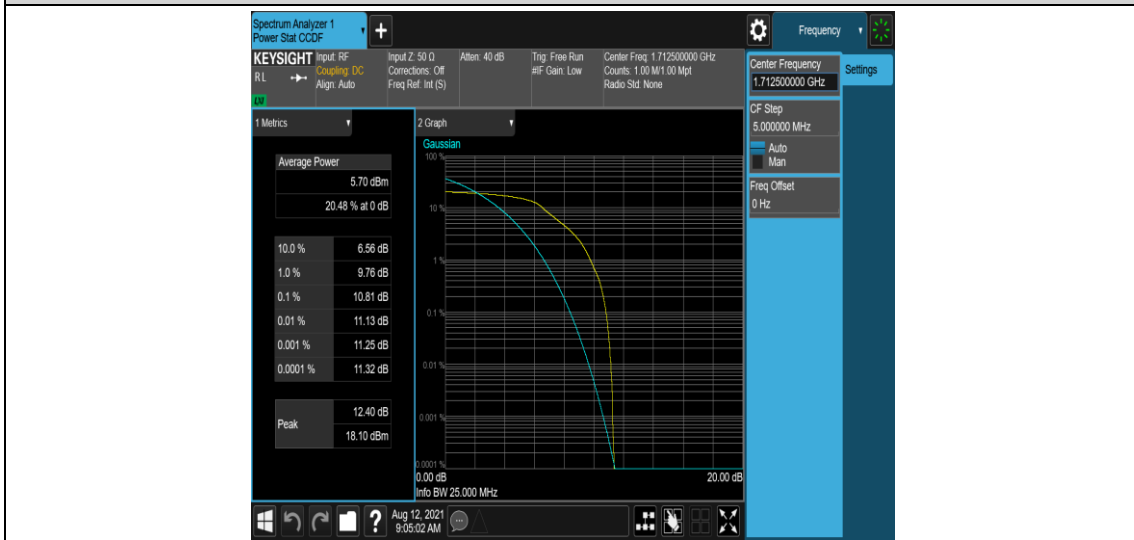 Spectrum Analyzer 1
Power Stat CCDF
+
Frequency
KEYSIGHT
RL
Input: RF
Coupling: DC
Align: Auto
Input Z: 50 Ω
Corrections: Off
Freq Ref: Int (S)
Atten: 40 dB
Trig: Free Run
#IF Gain: Low
Center Freq: 1.712500000 GHz
Counts: 1.00 M/1.00 Mpt
Radio Std: None
Center Frequency
1.712500000 GHz
Settings
CF Step
5.000000 MHz
Auto
Man
Freq Offset
0 Hz
1 Metrics
Average Power
5.70 dBm
20.48 % at 0 dB
10.0 % 6.56 dB
1.0 % 9.76 dB
0.1 % 10.81 dB
0.01 % 11.13 dB
0.001 % 11.25 dB
0.0001 % 11.32 dB
Peak
12.40 dB
18.10 dBm
2 Graph
Gaussian
100 %
10 %
1 %
0.1 %
0.01 %
0.001 %
0.0001 %
0.00 dB 20.00 dB
Info BW 25.000 MHz
?
Aug 12, 2021
9:05:02 AM